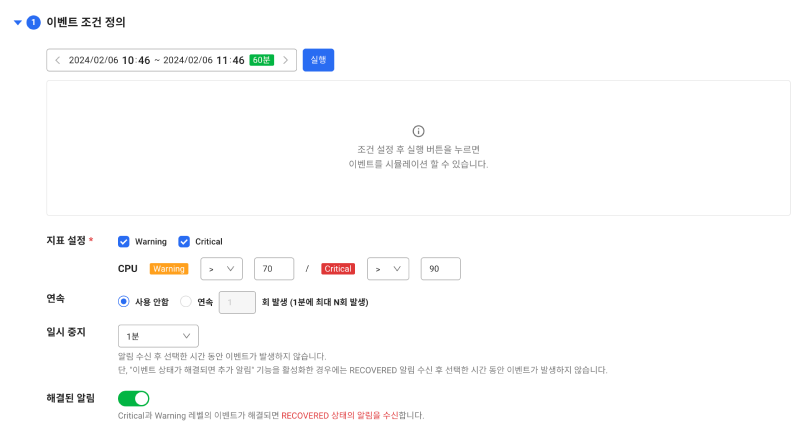 1 이벤트 조건 정의
2024/02/06 10:46 ~ 2024/02/06 11:46 60분 실행
조건 설정 후 실행 버튼을 누르면
이벤트를 시뮬레이션 할 수 있습니다.
지표 설정 * Warning Critical
CPU Warning > 70 / Critical > 90
연속 사용 안함 연속 1 회 발생 (1분에 최대 N회 발생)
일시 중지 1분
알림 수신 후 선택한 시간 동안 이벤트가 발생하지 않습니다.
단, "이벤트 상태가 해결되면 추가 알림" 기능을 활성화한 경우에는 RECOVERED 알림 수신 후 선택한 시간 동안 이벤트가 발생하지 않습니다.
해결된 알림
Critical과 Warning 레벨의 이벤트가 해결되면 RECOVERED 상태의 알림을 수신합니다.